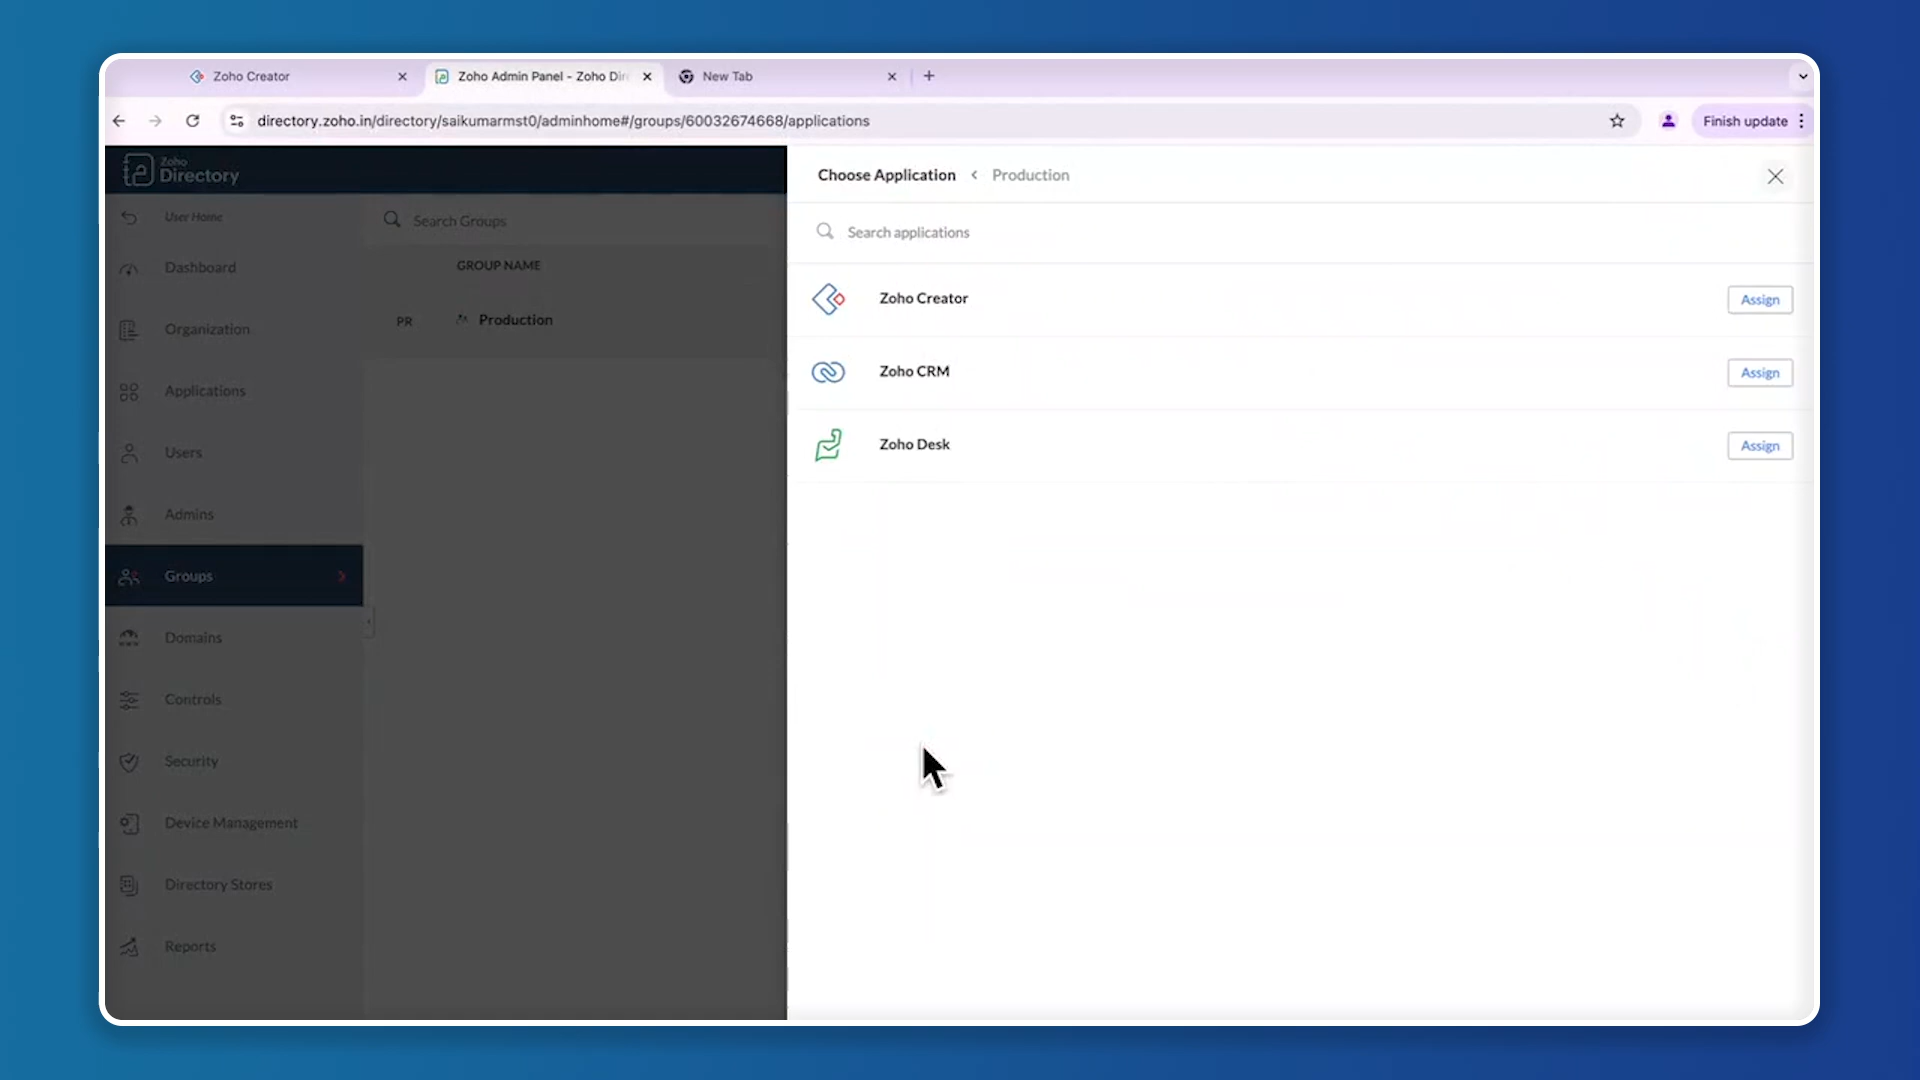 Zoho Creator
Zoho Admin Panel - Zoho Dir
New Tab
directory.zoho.in/directory/saikumarmst0/adminhome#/groups/60032674668/applications
Finish update
Zoho
Directory
User Home
Dashboard
Organization
Applications
Users
Admins
Groups
Domains
Controls
Security
Device Management
Directory Stores
Reports
Search Groups
GROUP NAME
PR
Production
Choose Application
Production
Search applications
Zoho Creator
Assign
Zoho CRM
Assign
Zoho Desk
Assign